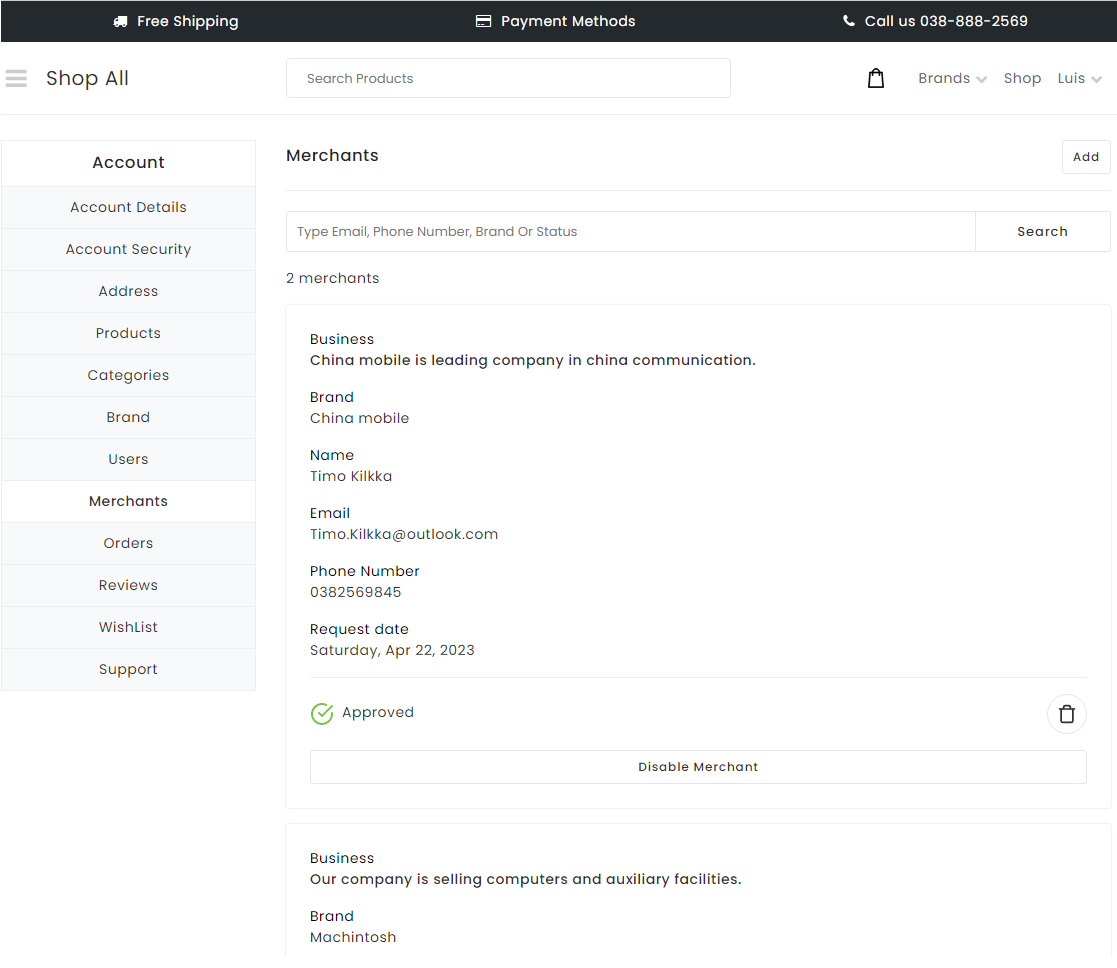 Free Shipping
Payment Methods
Call us 038-888-2569
Shop All
Search Products
Brands
Shop
Luis
Account
Account Details
Account Security
Address
Products
Categories
Brand
Users
Merchants
Orders
Reviews
WishList
Support
Merchants
Add
Type Email, Phone Number, Brand Or Status
Search
2 merchants
Business
China mobile is leading company in china communication.
Brand
China mobile
Name
Timo Kilkka
Email
Timo.Kilkka@outlook.com
Phone Number
0382569845
Request date
Saturday, Apr 22, 2023
Approved
Disable Merchant
Business
Our company is selling computers and auxiliary facilities.
Brand
Machintosh